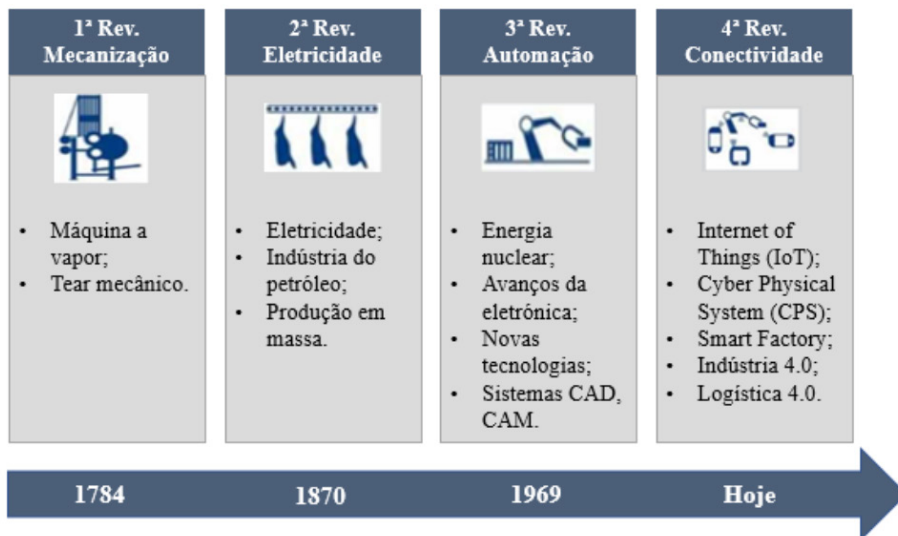 1ª Rev.
Mecanização
• Máquina a
vapor;
• Tear mecânico.
2ª Rev.
Eletricidade
• Eletricidade;
• Indústria do
petróleo;
• Produção em
massa.
3ª Rev.
Automação
• Energia
nuclear;
• Avanços da
eletrônica;
• Novas
tecnologias;
• Sistemas CAD,
CAM.
4ª Rev.
Conectividade
• Internet of
Things (IoT);
• Cyber Physical
System (CPS);
• Smart Factory;
• Indústria 4.0;
• Logística 4.0.
1784
1870
1969
Hoje